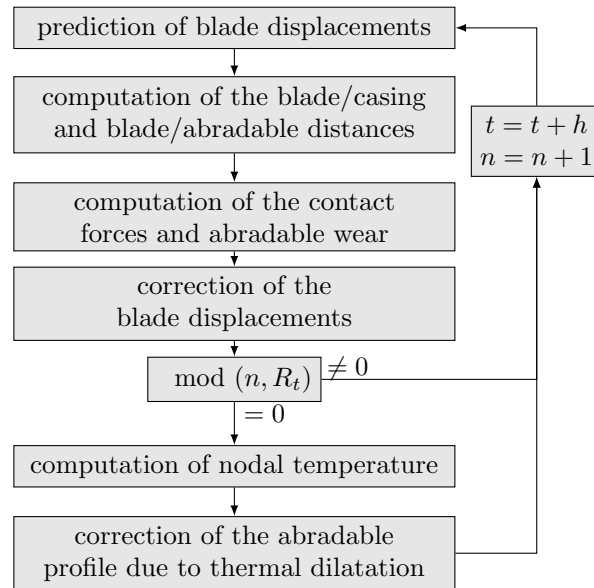 prediction of blade displacements
computation of the blade/casing
and blade/abradable distances
t = t + h
n = n + 1
computation of the contact
forces and abradable wear
correction of the
blade displacements
mod (n, R_t)
≠ 0
= 0
computation of nodal temperature
correction of the abradable
profile due to thermal dilatation